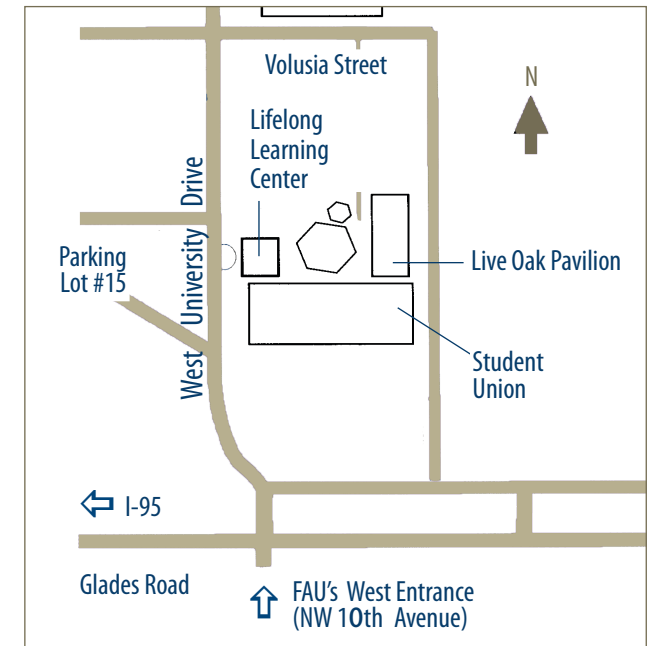 Volusia Street
N
Lifelong
Learning
Center
West University Drive
Parking
Lot #15
Live Oak Pavilion
Student
Union
I-95
Glades Road
FAU's West Entrance
(NW 10th Avenue)